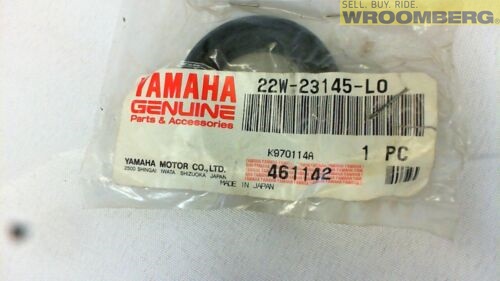 SELL. BUY. RIDE.
WROOMBERG
YAMAHA
GENUINE
Parts & Accessories
22W-23145-L0
K970114A
1 PC
YAMAHA MOTOR CO., LTD.
2500 SHINGAI IWATA SHIZUOKA JAPAN
461142
MADE IN JAPAN